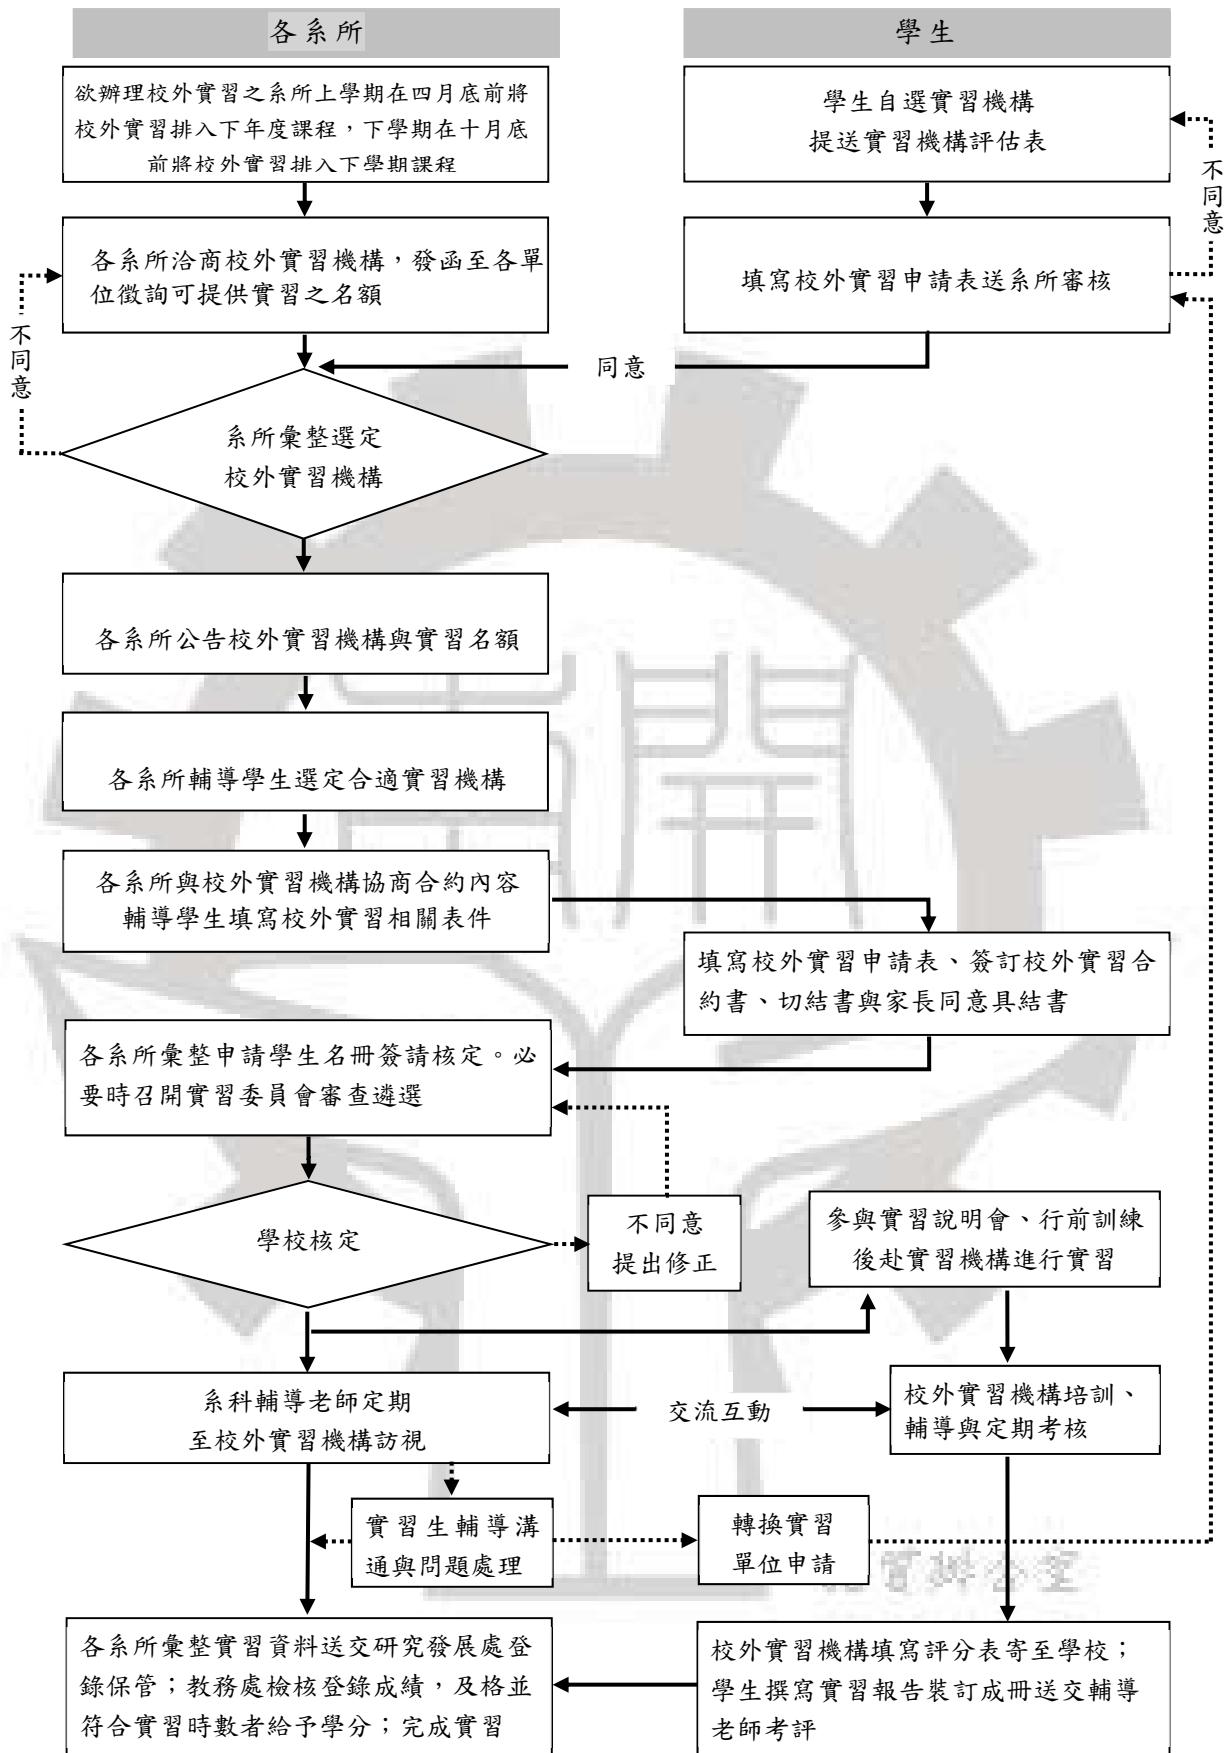 各系所
學生
欲辦理校外實習之系所上學期在四月底前將
校外實習排入下年度課程，下學期在十月底
前將校外實習排入下學期課程
學生自選實習機構
提送實習機構評估表
不同意
各系所洽商校外實習機構，發函至各單
位徵詢可提供實習之名額
填寫校外實習申請表送系所審核
不同意
同意
系所彙整選定
校外實習機構
各系所公告校外實習機構與實習名額
各系所輔導學生選定合適實習機構
各系所與校外實習機構協商合約內容
輔導學生填寫校外實習相關表件
填寫校外實習申請表、簽訂校外實習合
約書、切結書與家長同意具結書
各系所彙整申請學生名冊簽請核定。必
要時召開實習委員會審查遴選
學校核定
不同意
提出修正
參與實習說明會、行前訓練
後赴實習機構進行實習
系科輔導老師定期
至校外實習機構訪視
交流互動
校外實習機構培訓、
輔導與定期考核
實習生輔導溝
通與問題處理
轉換實習
單位申請
各系所彙整實習資料送交研究發展處登
錄保管；教務處檢核登錄成績，及格並
符合實習時數者給予學分；完成實習
校外實習機構填寫評分表寄至學校；
學生撰寫實習報告裝訂成冊送交輔導
老師考評